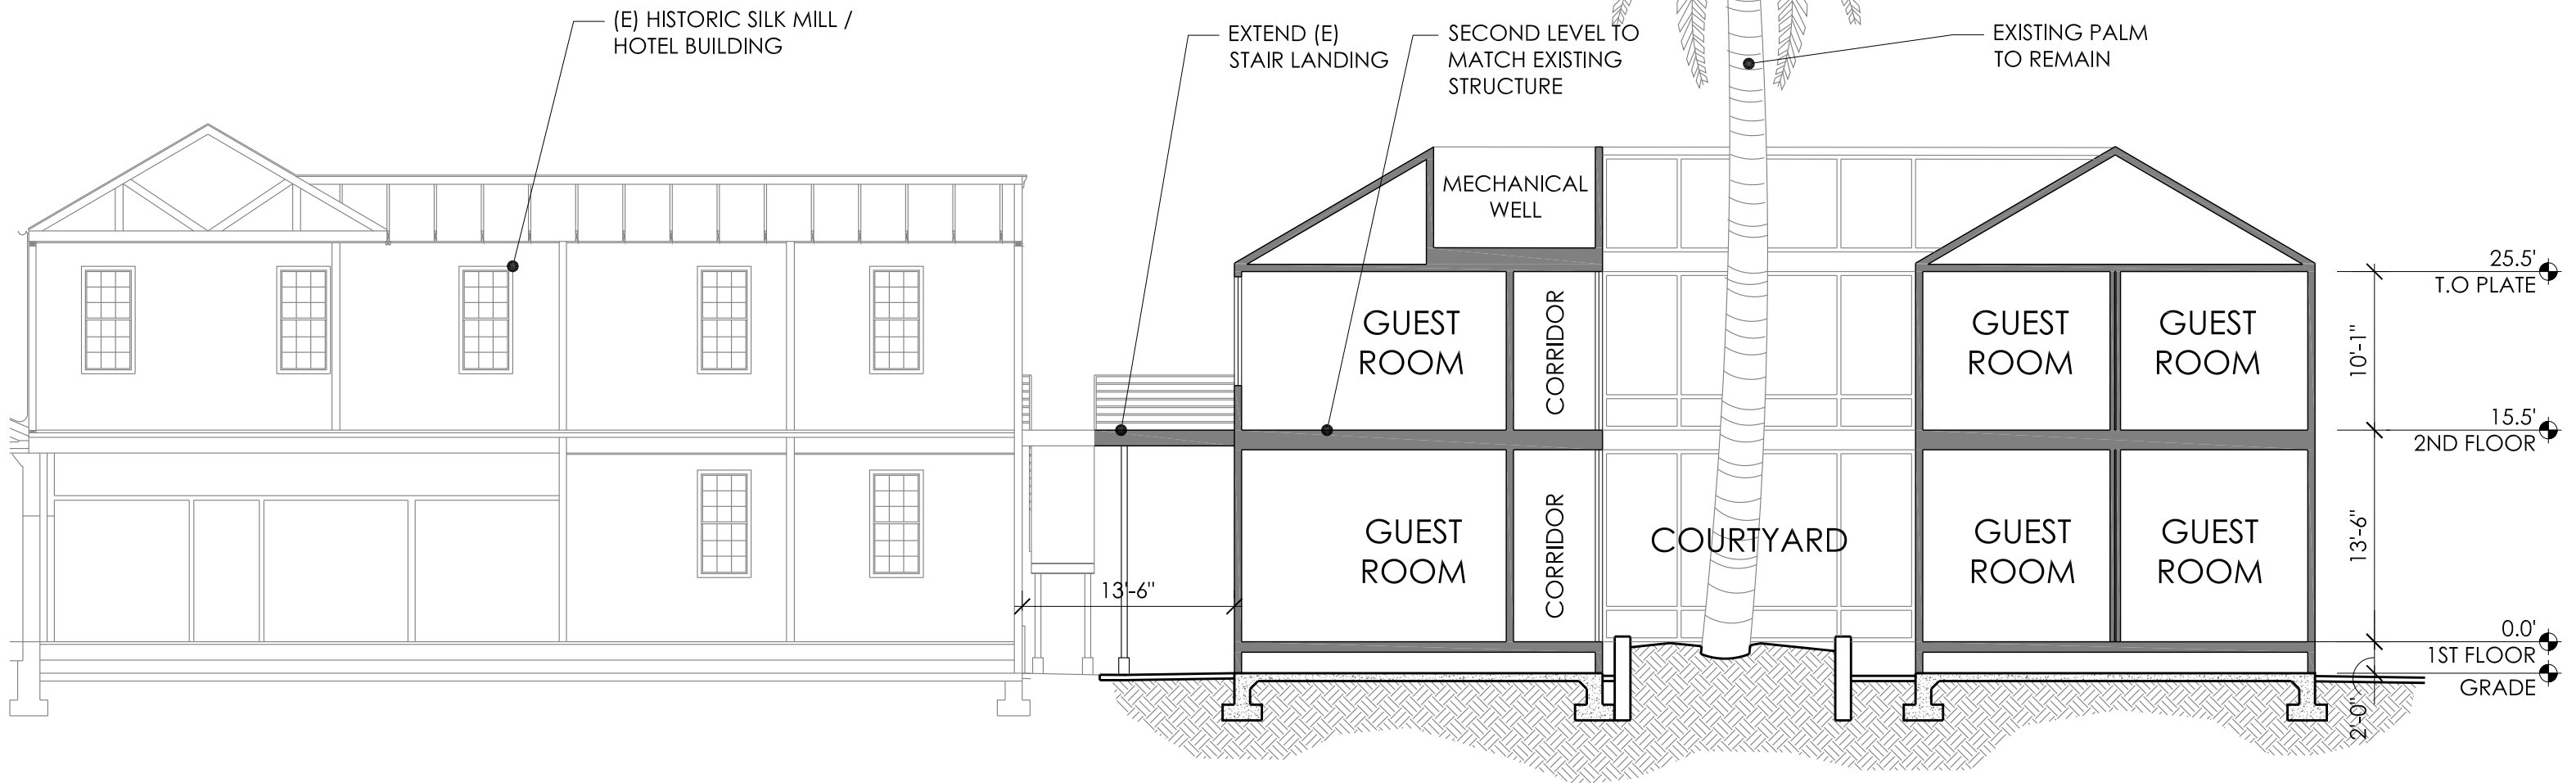 (E) HISTORIC SILK MILL /
HOTEL BUILDING
EXTEND (E)
STAIR LANDING
SECOND LEVEL TO
MATCH EXISTING
STRUCTURE
EXISTING PALM
TO REMAIN
MECHANICAL
WELL
GUEST
ROOM
CORRIDOR
GUEST
ROOM
GUEST
ROOM
GUEST
ROOM
CORRIDOR
COURTYARD
GUEST
ROOM
GUEST
ROOM
13'-6"
25.5'
T.O PLATE
10'-1"
15.5'
2ND FLOOR
13'-6"
0.0'
1ST FLOOR
GRADE
2'-0"